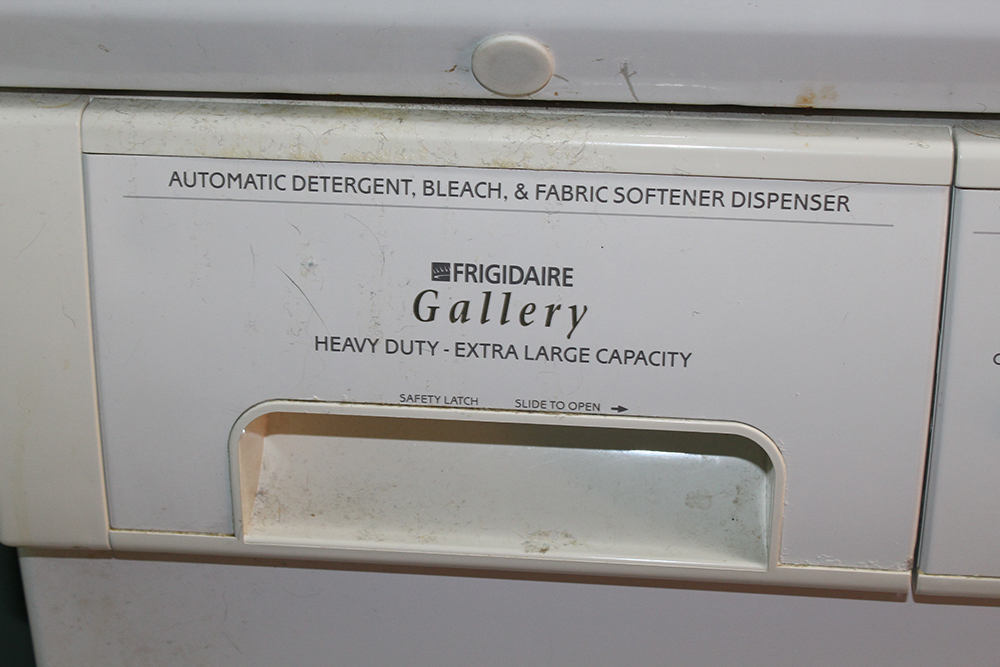 AUTOMATIC DETERGENT, BLEACH, & FABRIC SOFTENER DISPENSER
FRIGIDAIRE
Gallery
HEAVY DUTY - EXTRA LARGE CAPACITY
SAFETY LATCH SLIDE TO OPEN →